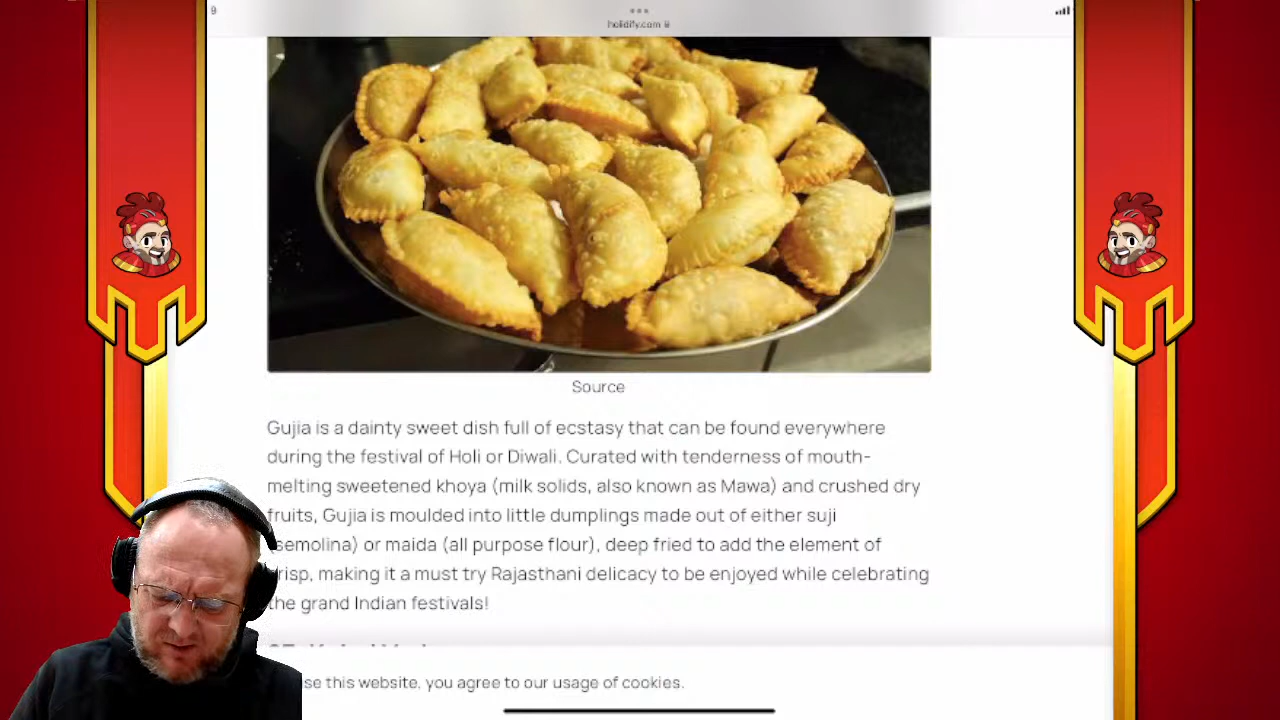 9
holidify.com
Source
Gujia is a dainty sweet dish full of ecstasy that can be found everywhere
during the festival of Holi or Diwali. Curated with tenderness of mouth-
melting sweetened khoya (milk solids, also known as Mawa) and crushed dry
fruits, Gujia is moulded into little dumplings made out of either suji
semolina) or maida (all purpose flour), deep fried to add the element of
risp, making it a must try Rajasthani delicacy to be enjoyed while celebrating
the grand Indian festivals!
se this website, you agree to our usage of cookies.